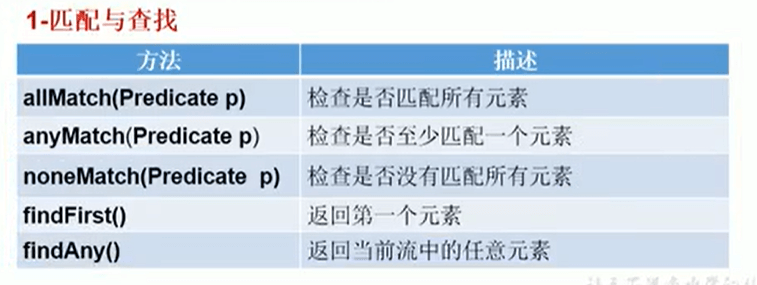 1-匹配与查找
方法 描述
allMatch(Predicate p) 检查是否匹配所有元素
anyMatch(Predicate p) 检查是否至少匹配一个元素
noneMatch(Predicate  p) 检查是否没有匹配所有元素
findFirst() 返回第一个元素
findAny() 返回当前流中的任意元素